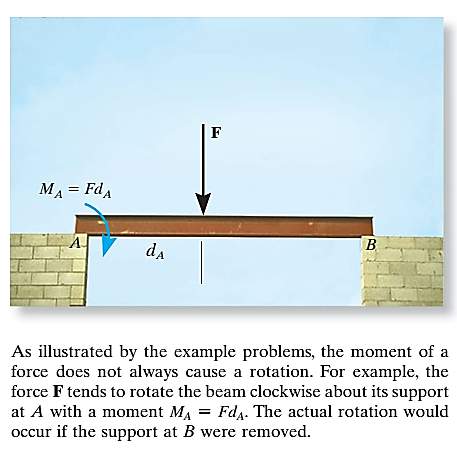 F
M_A = Fd_A
A
d_A
B
As illustrated by the example problems, the moment of a
force does not always cause a rotation. For example, the
force F tends to rotate the beam clockwise about its support
at A with a moment M_A = Fd_A. The actual rotation would
occur if the support at B were removed.